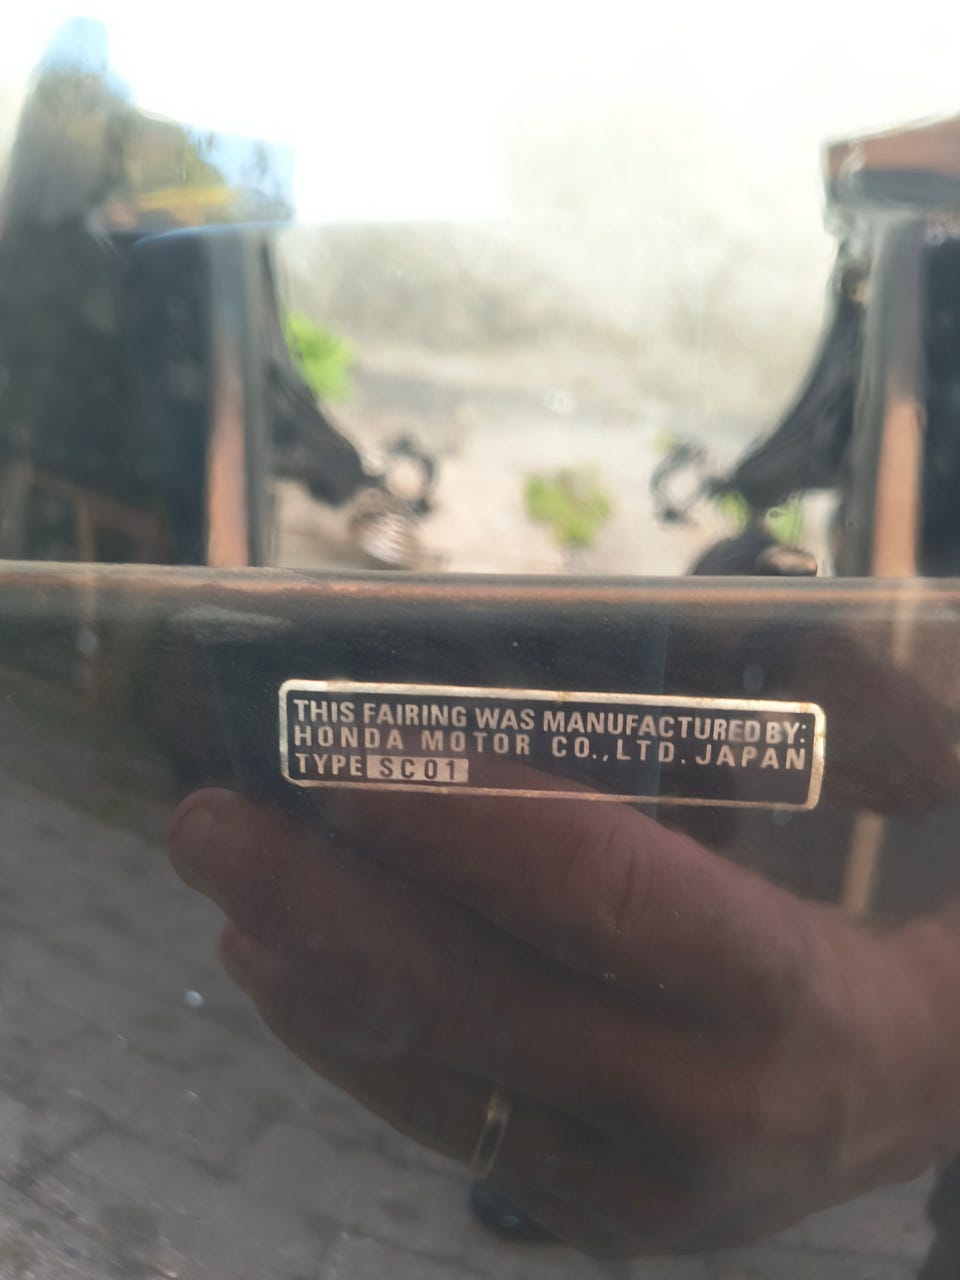 THIS FAIRING WAS MANUFACTURED BY:
HONDA MOTOR CO.,LTD. JAPAN
TYPE SC01